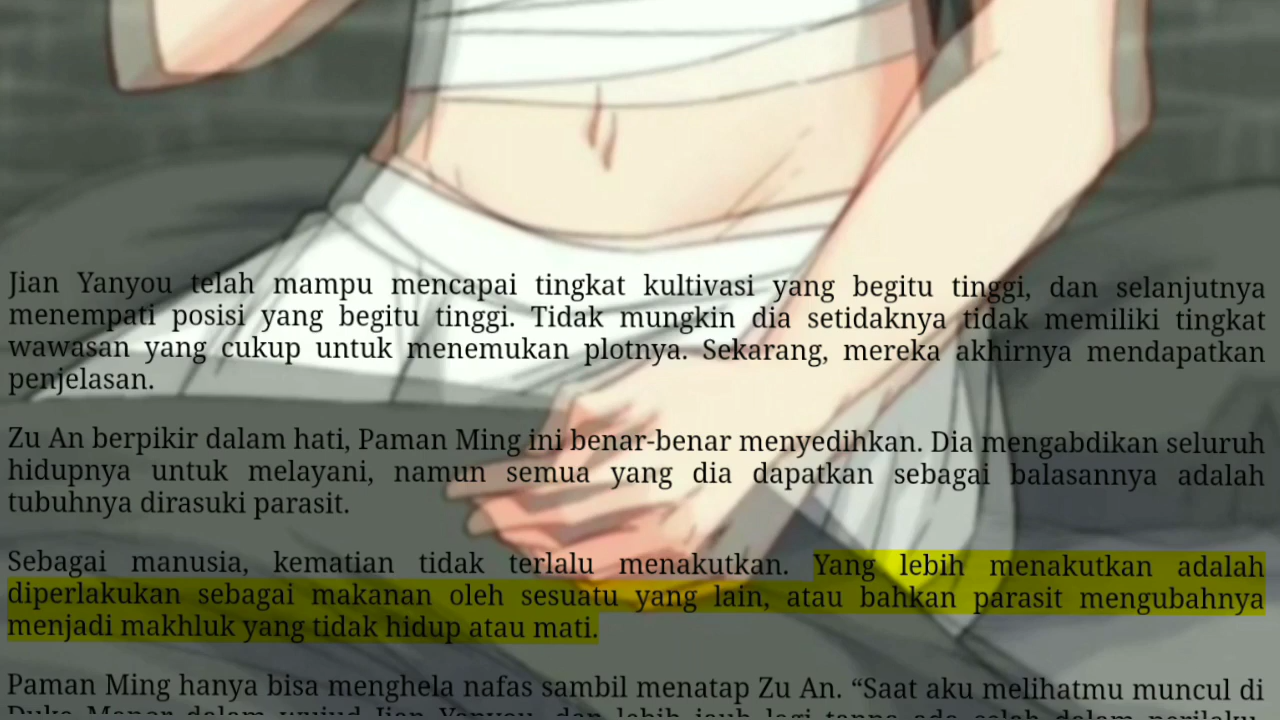 Jian Yanyou telah mampu mencapai tingkat kultivasi yang begitu tinggi, dan selanjutnya
menempati posisi yang begitu tinggi. Tidak mungkin dia setidaknya tidak memiliki tingkat
wawasan yang cukup untuk menemukan plotnya. Sekarang, mereka akhirnya mendapatkan
penjelasan.
Zu An berpikir dalam hati, Paman Ming ini benar-benar menyedihkan. Dia mengabdikan seluruh
hidupnya untuk melayani, namun semua yang dia dapatkan sebagai balasannya adalah
tubuhnya dirasuki parasit.
Sebagai manusia, kematian tidak terlalu menakutkan. Yang lebih menakutkan adalah
diperlakukan sebagai makanan oleh sesuatu yang lain, atau bahkan parasit mengubahnya
menjadi makhluk yang tidak hidup atau mati.
Paman Ming hanya bisa menghela nafas sambil menatap Zu An. “Saat aku melihatmu muncul di